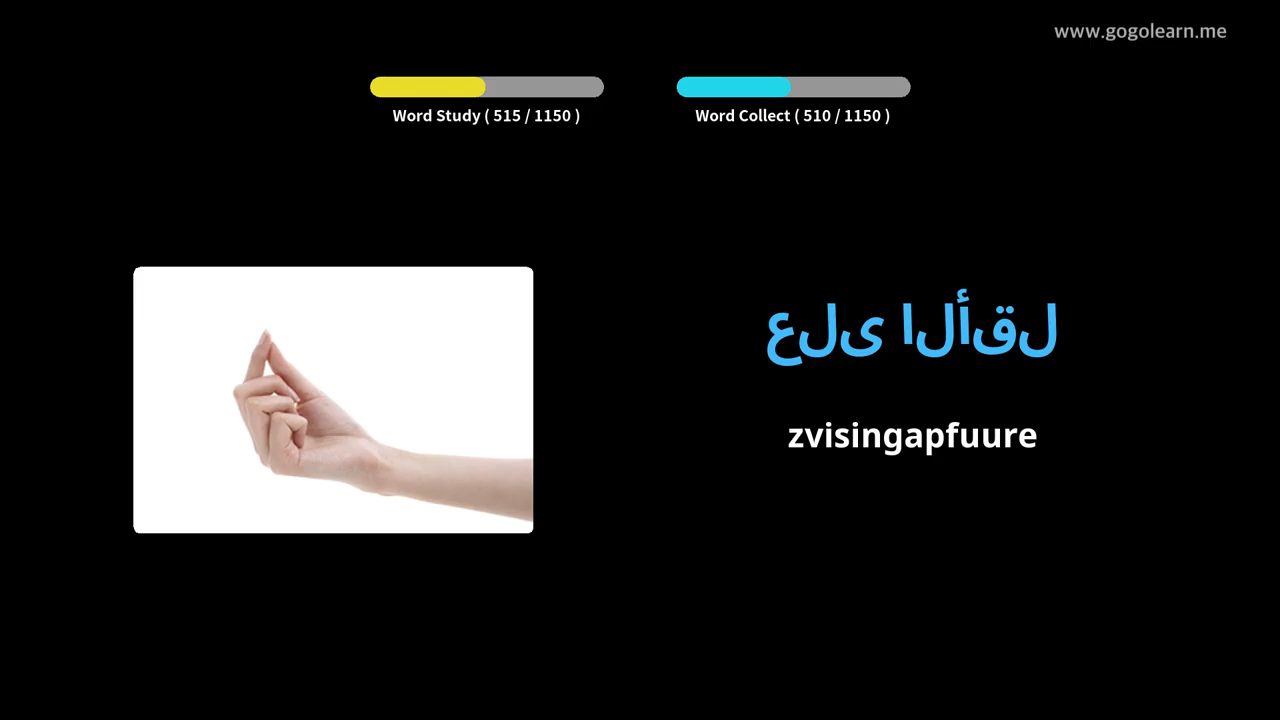 www.gogolearn.me
Word Study ( 515 / 1150 )
Word Collect ( 510 / 1150 )
على الأقل
zvisingapfuure